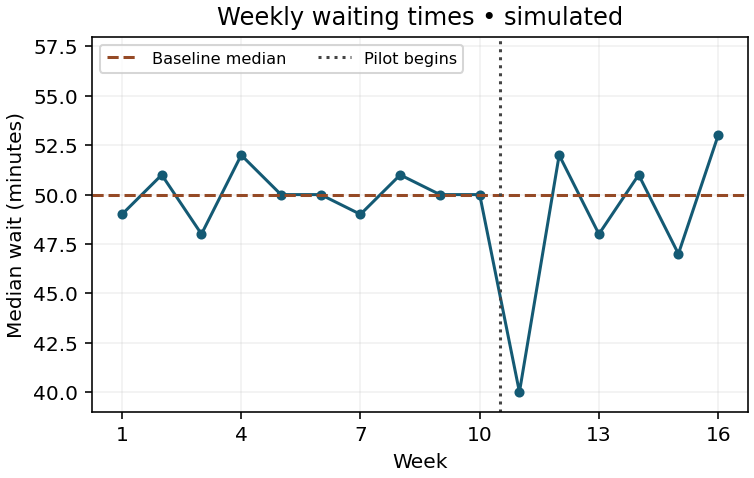 Weekly waiting times • simulated
Baseline median
Pilot begins
Median wait (minutes)
57.5
55.0
52.5
50.0
47.5
45.0
42.5
40.0
1 4 7 10 13 16
Week